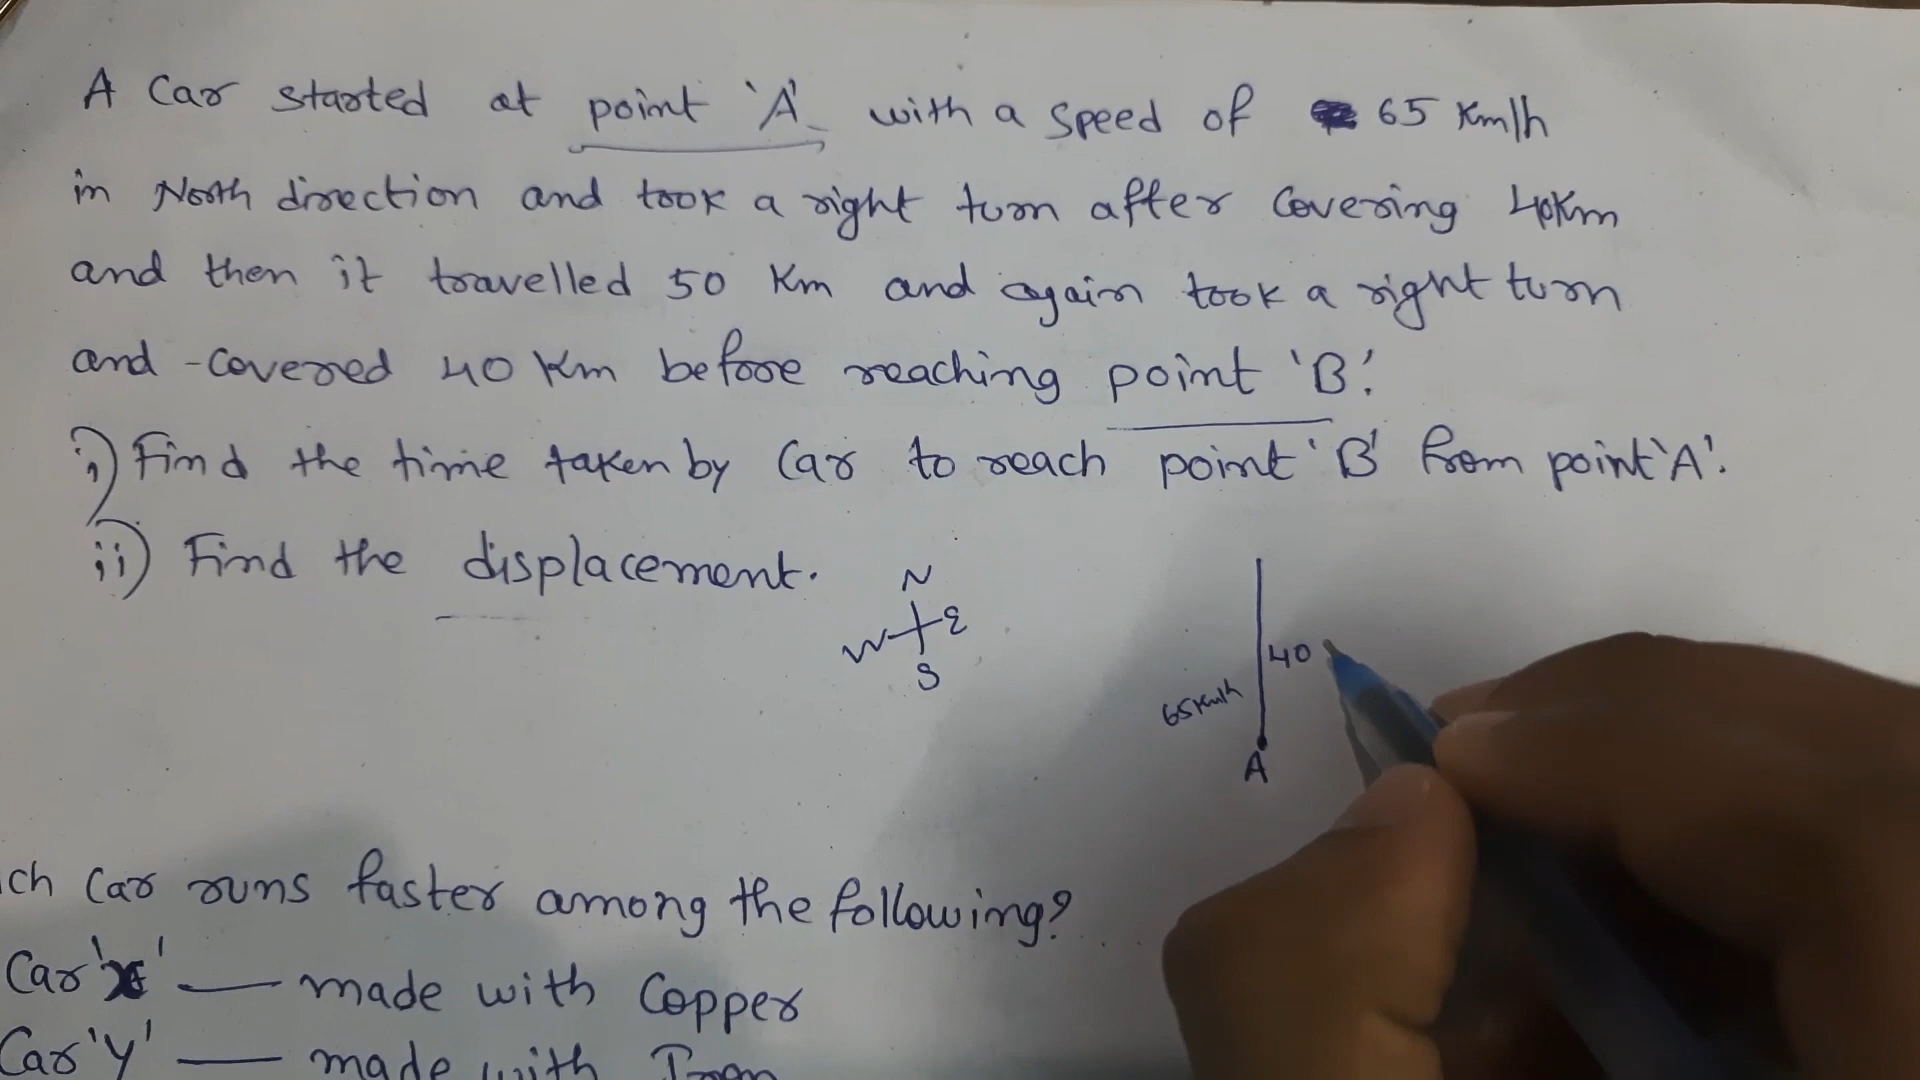 A Car started at point 'A' with a speed of 65 Km/h
in North direction and took a right turn after Covering 40Km
and then it travelled 50 Km and again took a right turn
and covered 40 Km before reaching point 'B'.
i) Find the time taken by Car to reach point 'B' from point 'A'.
ii) Find the displacement.
N
W E
S
40
65Km/h
A
ch Car runs faster among the following?
Car 'X' — made with Copper
Car 'Y' — made with Iron